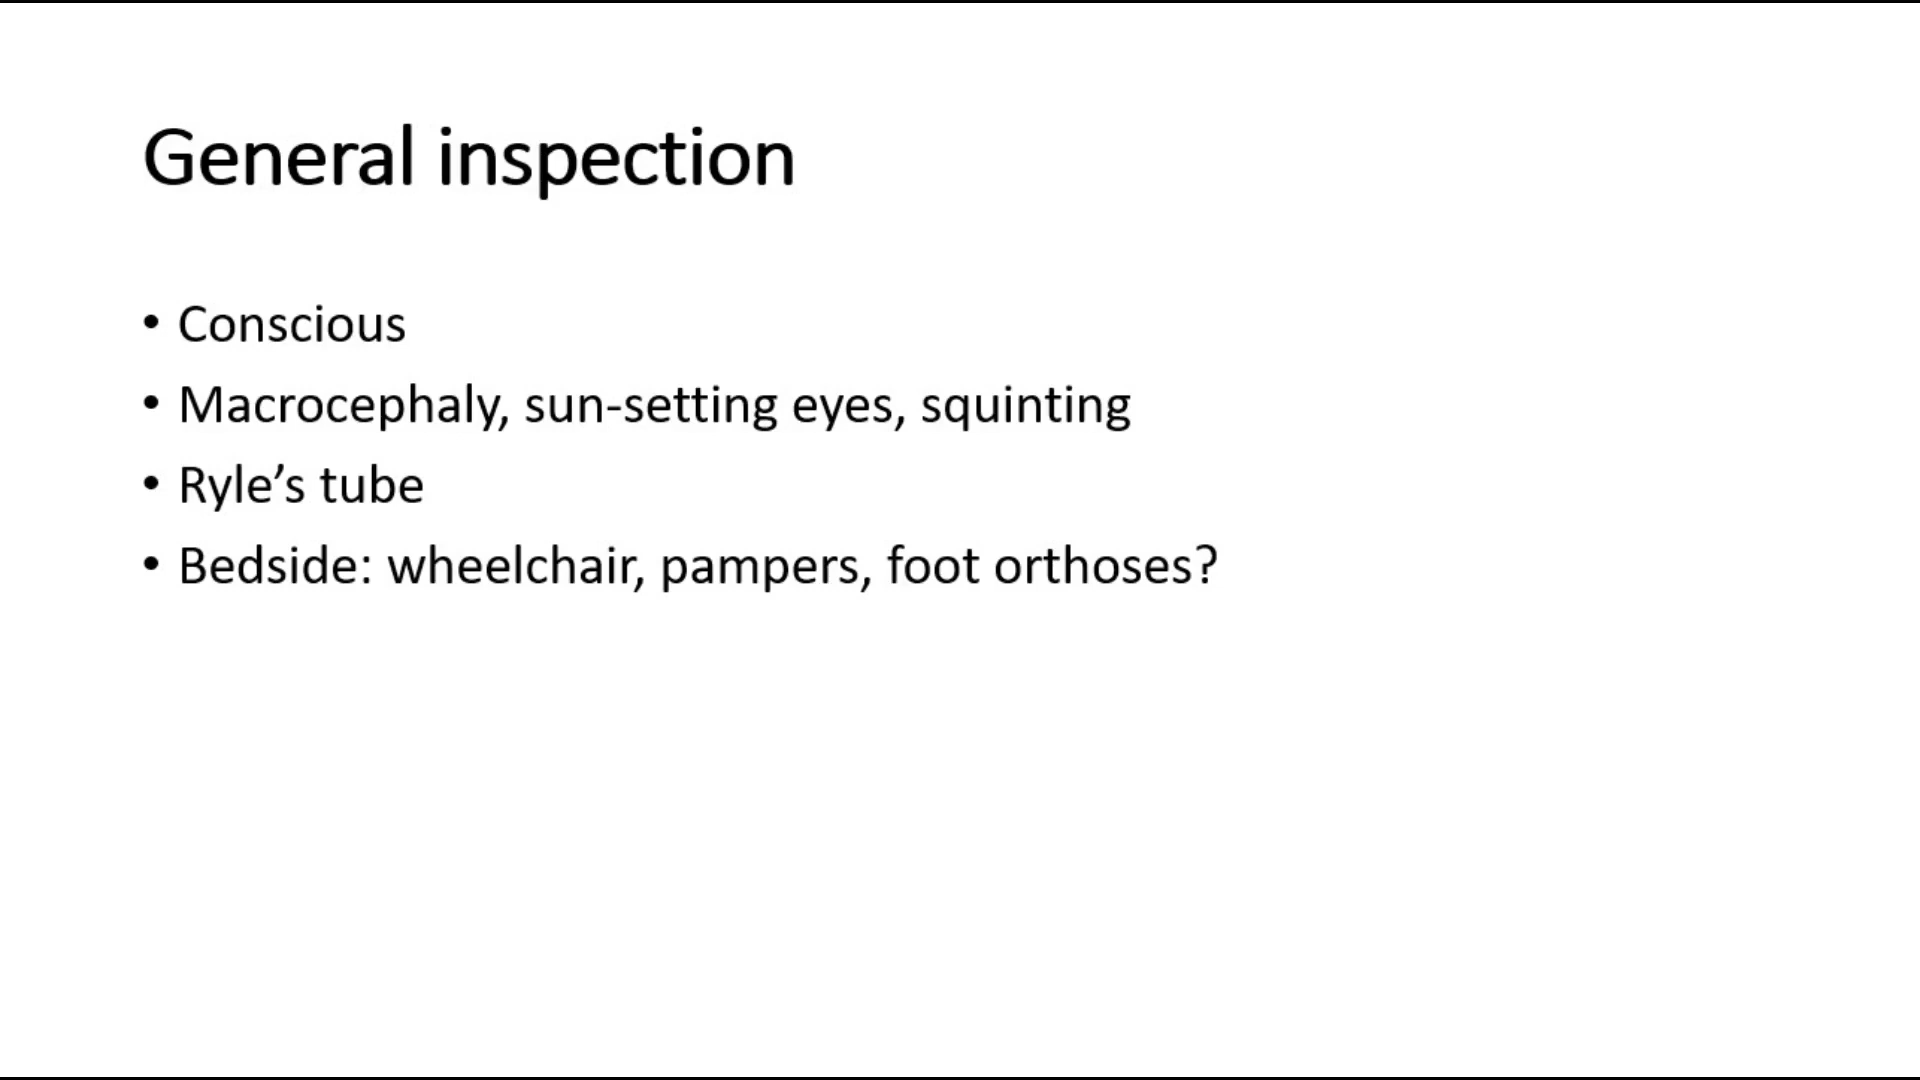 General inspection
• Conscious
• Macrocephaly, sun-setting eyes, squinting
• Ryle’s tube
• Bedside: wheelchair, pampers, foot orthoses?